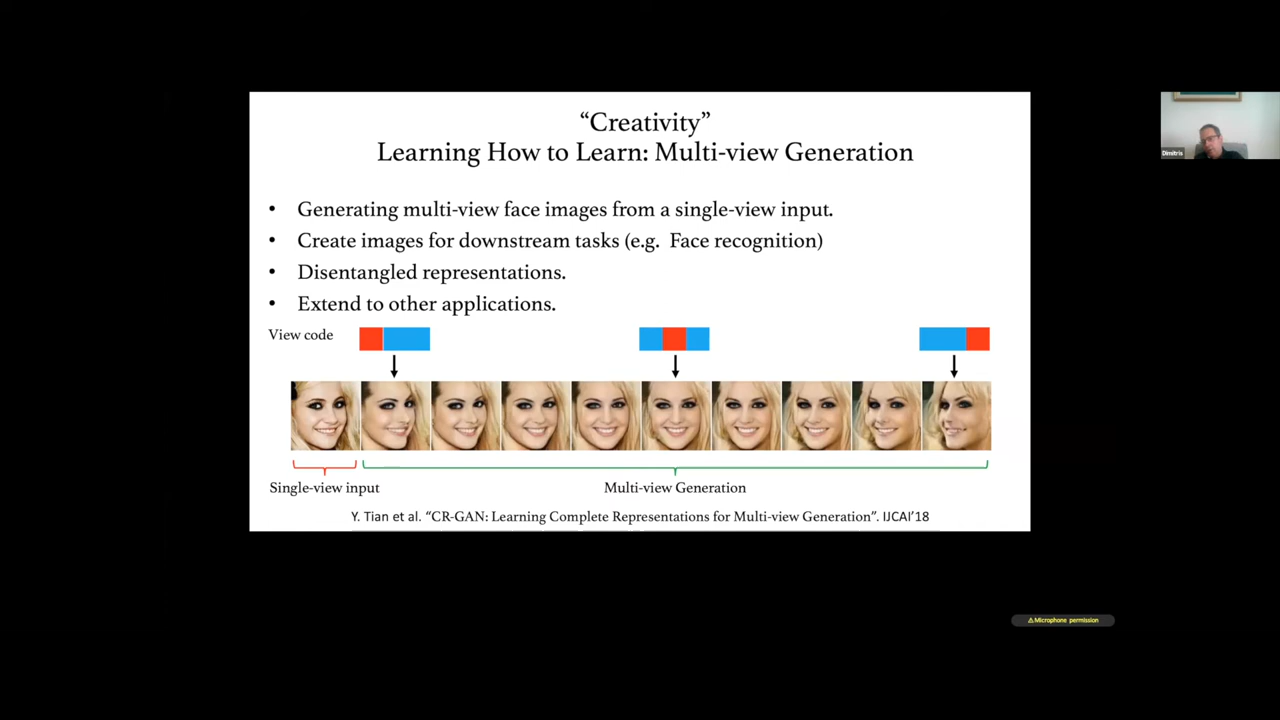 “Creativity”
Learning How to Learn: Multi-view Generation
• Generating multi-view face images from a single-view input.
• Create images for downstream tasks (e.g. Face recognition)
• Disentangled representations.
• Extend to other applications.
View code
Single-view input
Multi-view Generation
Y. Tian et al. “CR-GAN: Learning Complete Representations for Multi-view Generation”. IJCAI’18
Dimitris
⚠Microphone permission